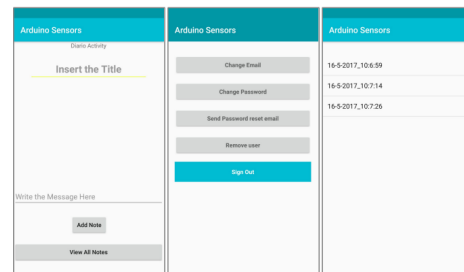 Arduino Sensors
Diario Activity
Insert the Title
Write the Message Here
Add Note
View All Notes
Arduino Sensors
Change Email
Change Password
Send Password reset email
Remove user
Sign Out
Arduino Sensors
16-5-2017_10:6:59
16-5-2017_10:7:14
16-5-2017_10:7:26